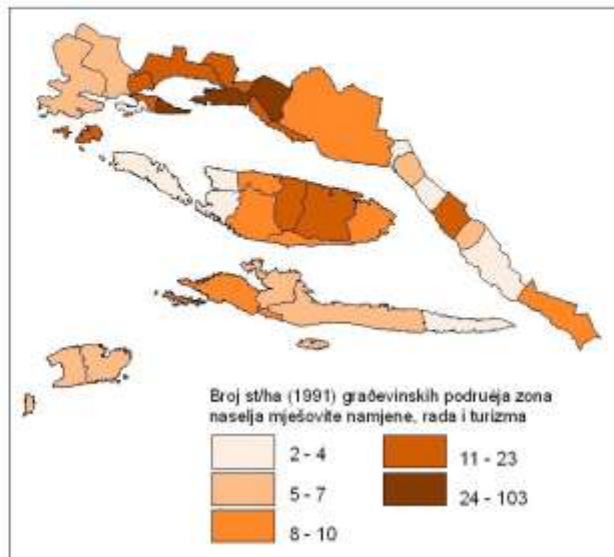 Broj st/ha (1991) građevinskih područja zona
naselja mješovite namjene, rada i turizma
2 - 4
5 - 7
8 - 10
11 - 23
24 - 103